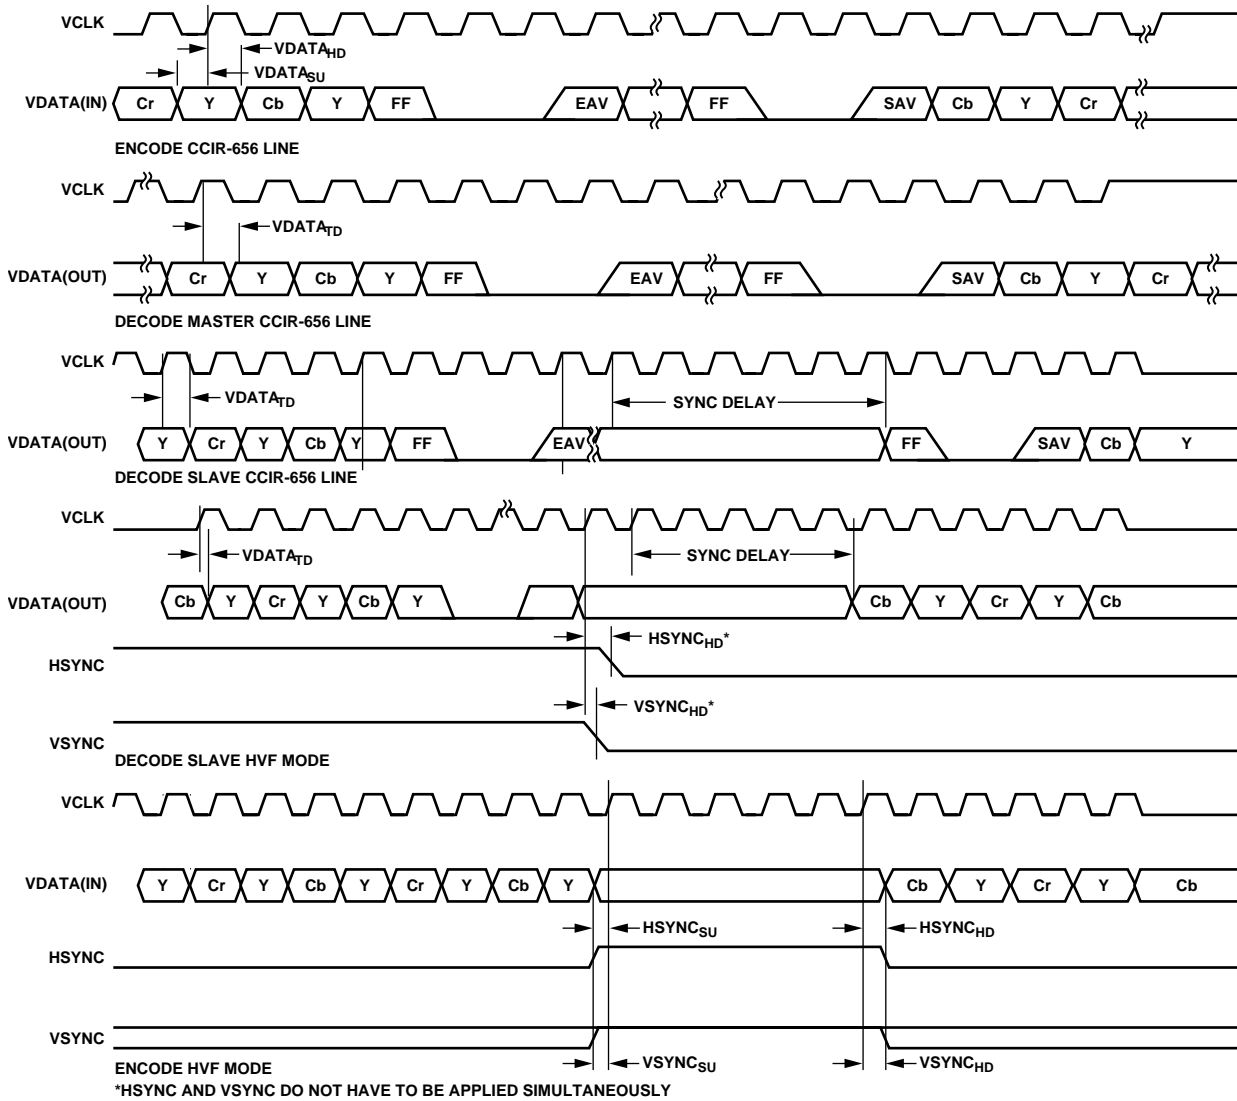 VCLK
VDATA_HD
VDATA_SU
VDATA(IN) Cr Y Cb Y FF EAV FF SAV Cb Y Cr
ENCODE CCIR-656 LINE
VCLK
VDATA_TD
VDATA(OUT) Cr Y Cb Y FF EAV FF SAV Cb Y Cr
DECODE MASTER CCIR-656 LINE
VCLK
VDATA_TD SYNC DELAY
VDATA(OUT) Y Cr Y Cb Y FF EAV FF SAV Cb Y
DECODE SLAVE CCIR-656 LINE
VCLK
VDATA_TD SYNC DELAY
VDATA(OUT) Cb Y Cr Y Cb Y Cb Y Cr Y Cb
HSYNC_HD*
HSYNC
VSYNC_HD*
VSYNC
DECODE SLAVE HVF MODE
VCLK
VDATA(IN) Y Cr Y Cb Y Cr Y Cb Y Cb Y Cr Y Cb
HSYNC_SU HSYNC_HD
HSYNC
VSYNC
VSYNC_SU VSYNC_HD
ENCODE HVF MODE
*HSYNC AND VSYNC DO NOT HAVE TO BE APPLIED SIMULTANEOUSLY